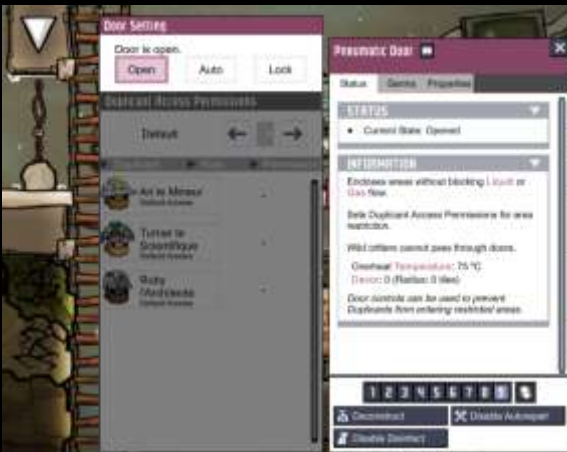 Door Setting
Door is open.
Open
Auto
Lock
Duplicant Access Permissions
Default
Ari le Mineur
Default Access
Turner le
Scientifique
Default Access
Ruby
l'Architecte
Default Access
Pneumatic Door
Status
Germs
Properties
STATUS
• Current State: Opened
INFORMATION
Encloses areas without blocking Liquid or
Gas flow.
Sets Duplicant Access Permissions for area
restriction.
Wild critters cannot pass through doors.
Overheat Temperature: 75 °C
Decor: 0 (Radius: 0 tiles)
Door controls can be used to prevent
Duplicants from entering restricted areas.
1 2 3 4 5 6 7 8 9
Deconstruct
Disable Autorepair
Disable Disinfect